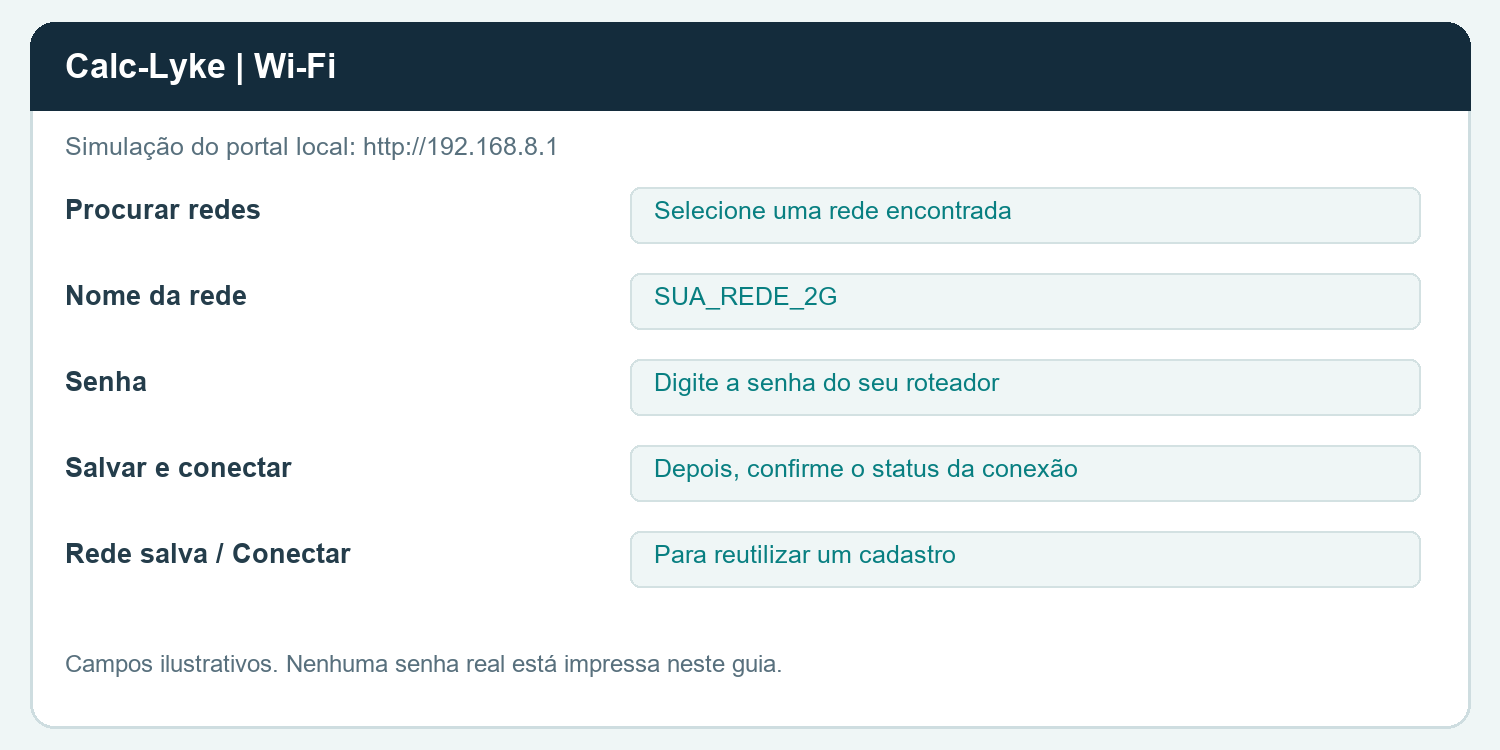 Calc-Lyke | Wi-Fi
Simulação do portal local: http://192.168.8.1
Procurar redes
Selecione uma rede encontrada
Nome da rede
SUA_REDE_2G
Senha
Digite a senha do seu roteador
Salvar e conectar
Depois, confirme o status da conexão
Rede salva / Conectar
Para reutilizar um cadastro
Campos ilustrativos. Nenhuma senha real está impressa neste guia.